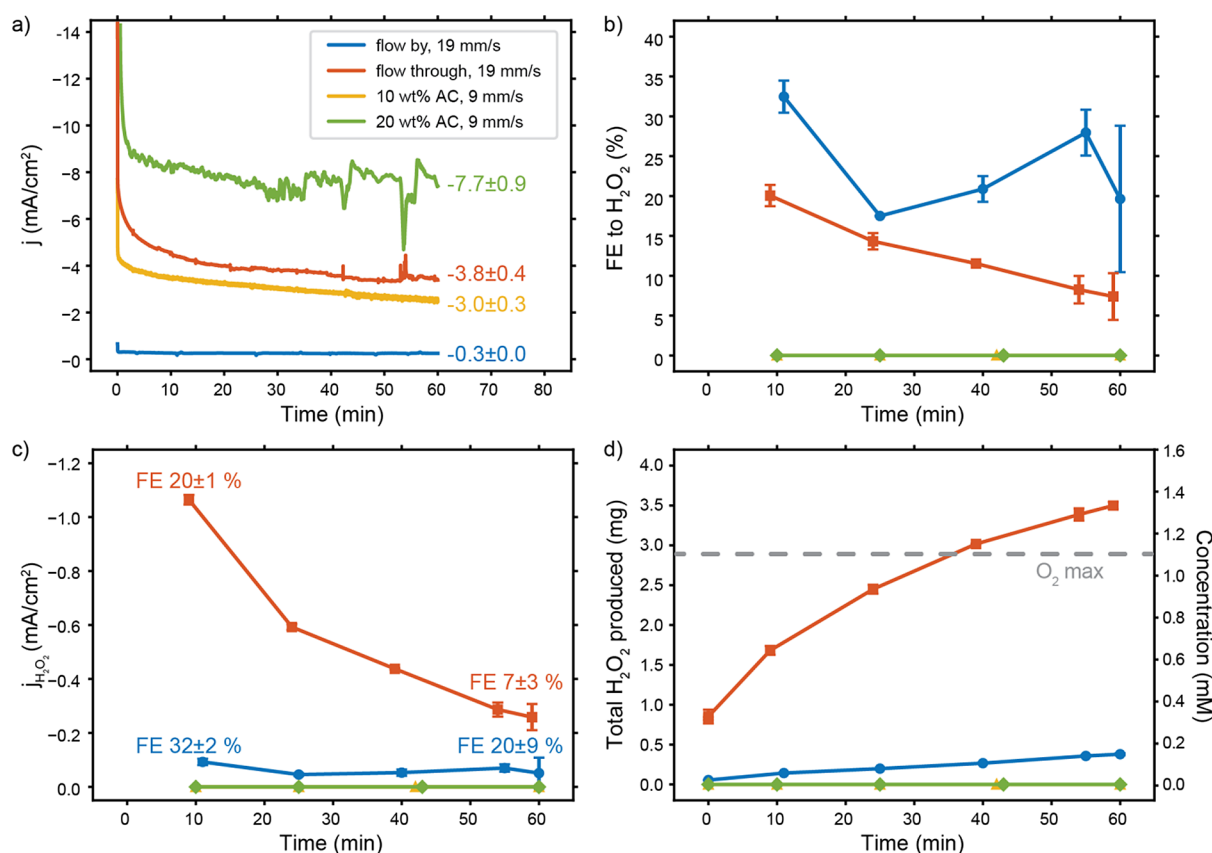 a)
j (mA/cm²)
−14
−12
−10
−8
−6
−4
−2
−0
flow by, 19 mm/s
flow through, 19 mm/s
10 wt% AC, 9 mm/s
20 wt% AC, 9 mm/s
-7.7±0.9
-3.8±0.4
-3.0±0.3
-0.3±0.0
0 10 20 30 40 50 60 70 80
Time (min)
b)
FE to H₂O₂ (%)
40
35
30
25
20
15
10
5
0
0 10 20 30 40 50 60
Time (min)
c)
j H₂O₂ (mA/cm²)
−1.2
−1.0
−0.8
−0.6
−0.4
−0.2
0.0
FE 20±1 %
FE 7±3 %
FE 32±2 %
FE 20±9 %
0 10 20 30 40 50 60
Time (min)
d)
Total H₂O₂ produced (mg)
4.0
3.5
3.0
2.5
2.0
1.5
1.0
0.5
0.0
O₂ max
1.6
1.4
1.2
1.0
0.8
0.6
0.4
0.2
0.0
Concentration (mM)
0 10 20 30 40 50 60
Time (min)